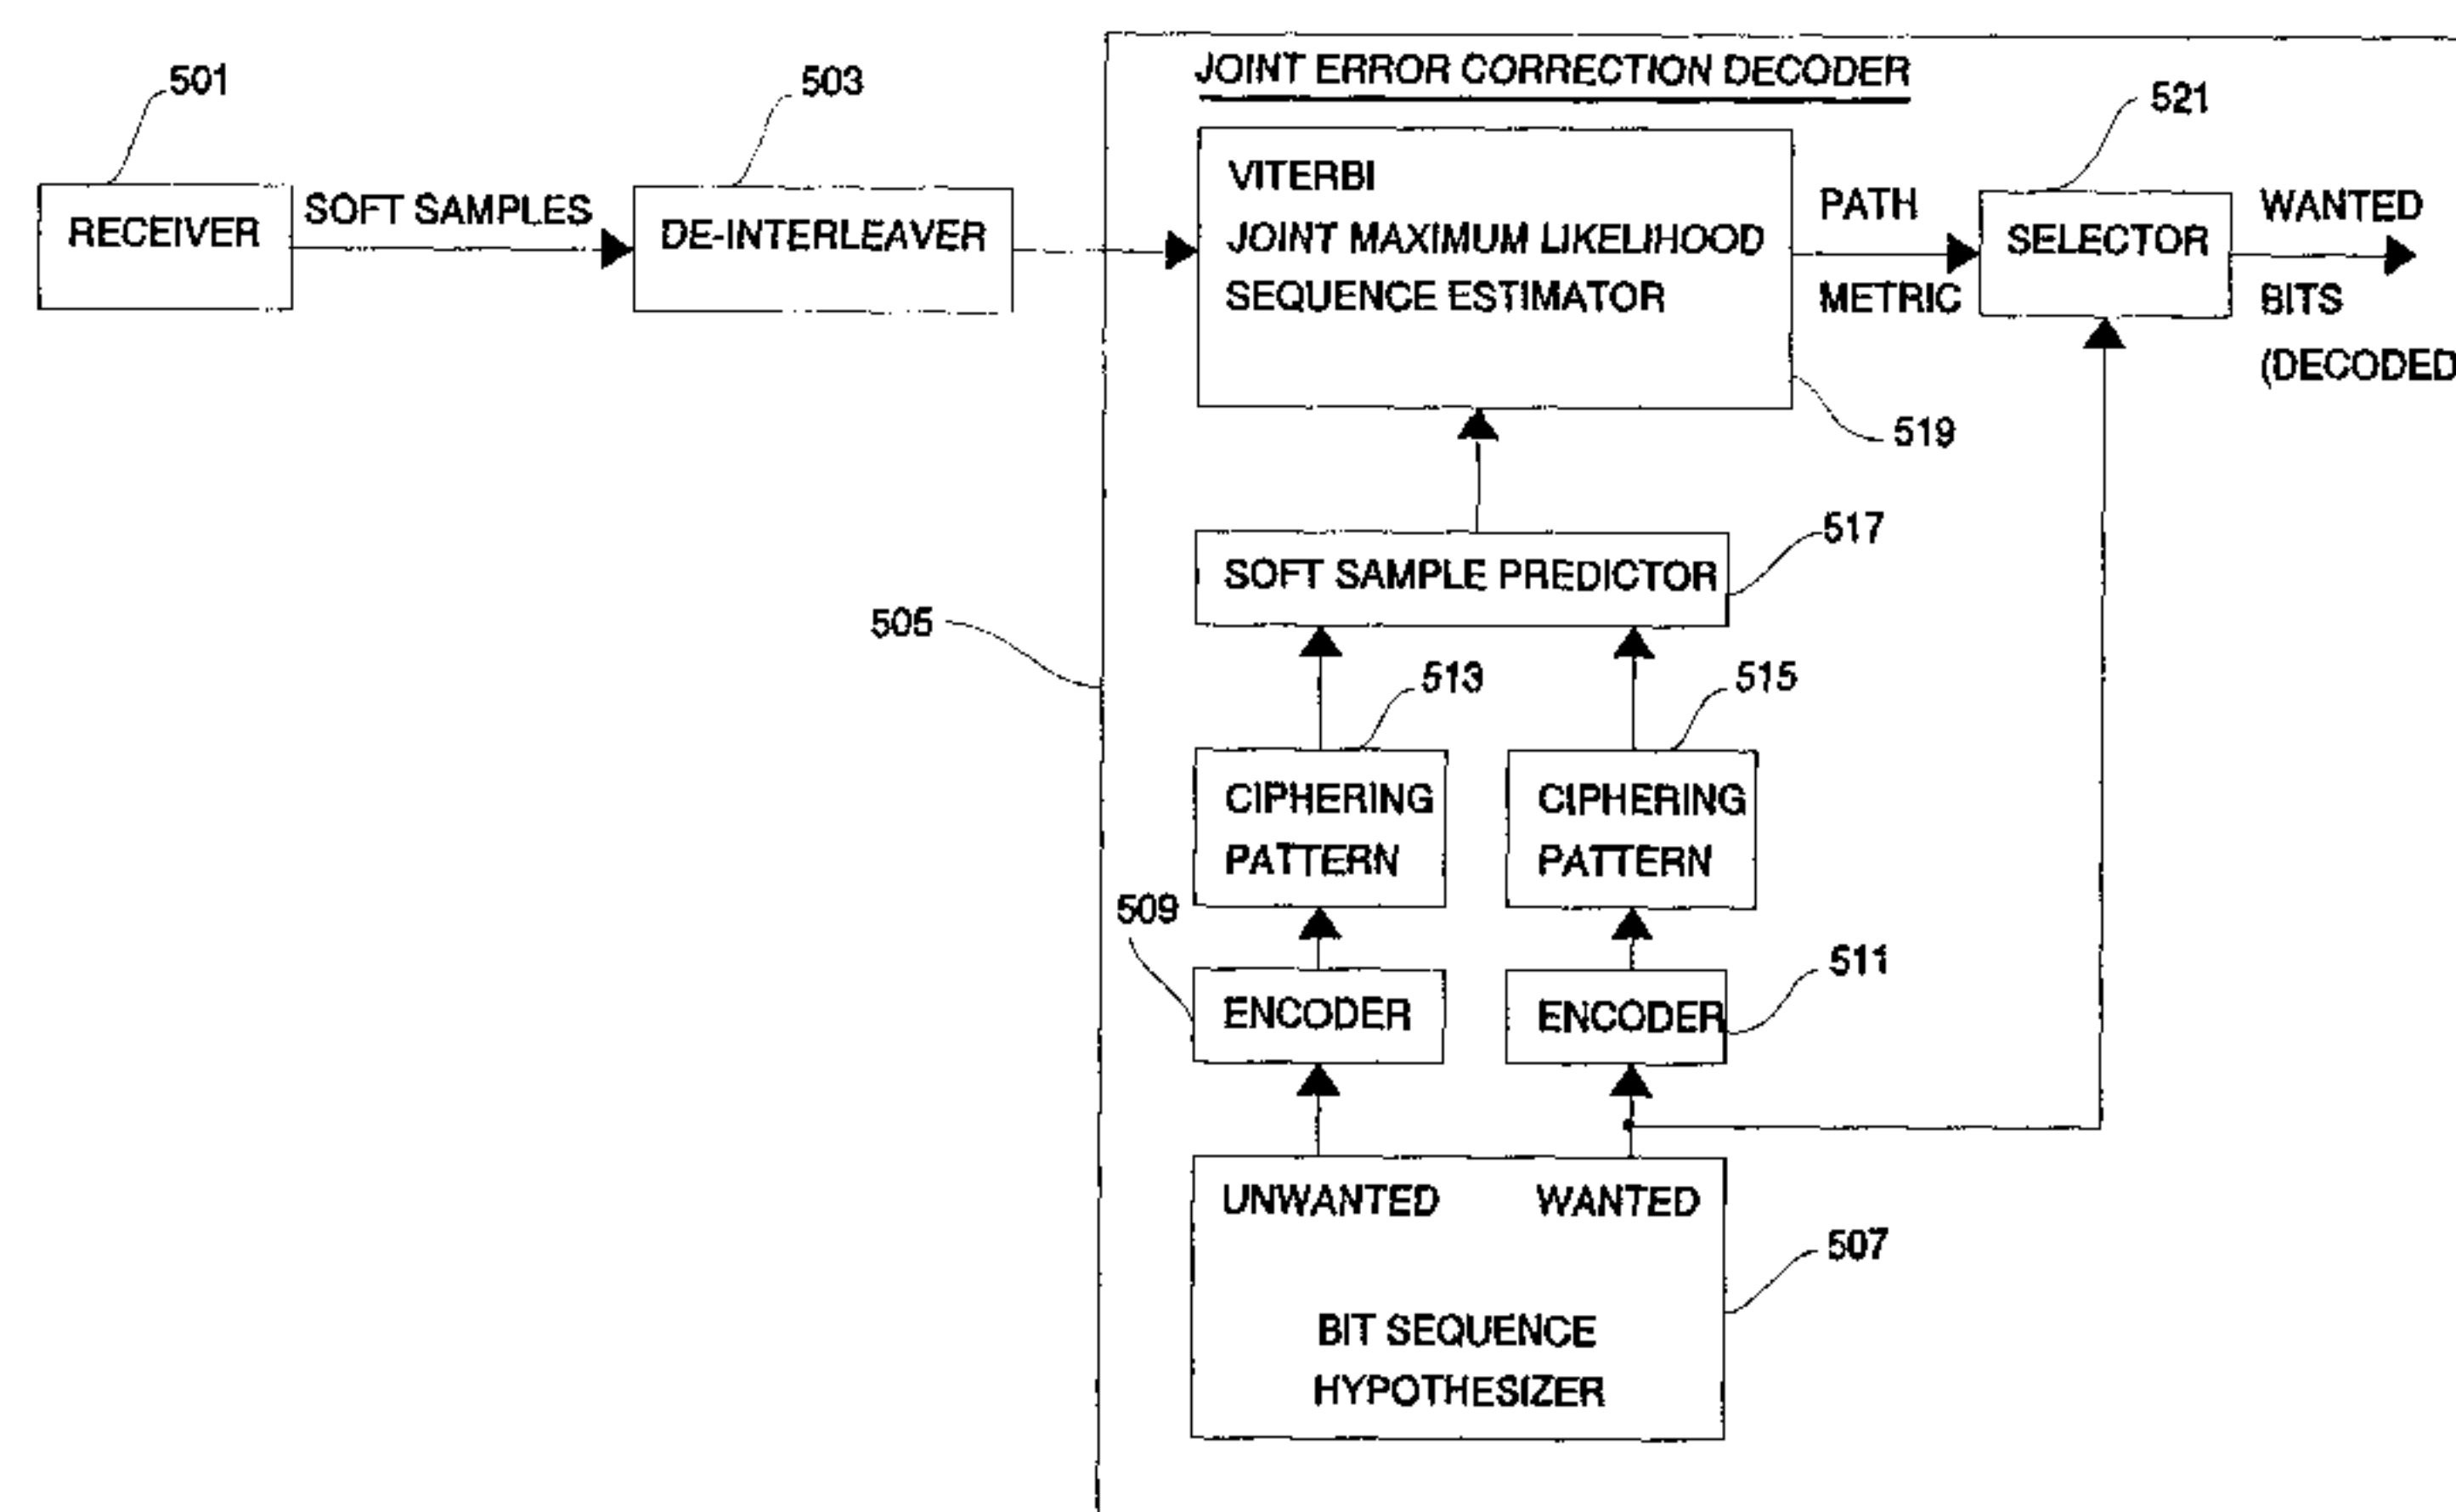 JOINT ERROR CORRECTION DECODER
501
503
521
RECEIVER
SOFT SAMPLES
DE-INTERLEAVER
VITERBI
JOINT MAXIMUM LIKELIHOOD
SEQUENCE ESTIMATOR
PATH
METRIC
SELECTOR
WANTED
BITS
(DECODED
519
517
SOFT SAMPLE PREDICTOR
505
513
515
CIPHERING
PATTERN
CIPHERING
PATTERN
509
511
ENCODER
ENCODER
UNWANTED
WANTED
507
BIT SEQUENCE
HYPOTHESIZER